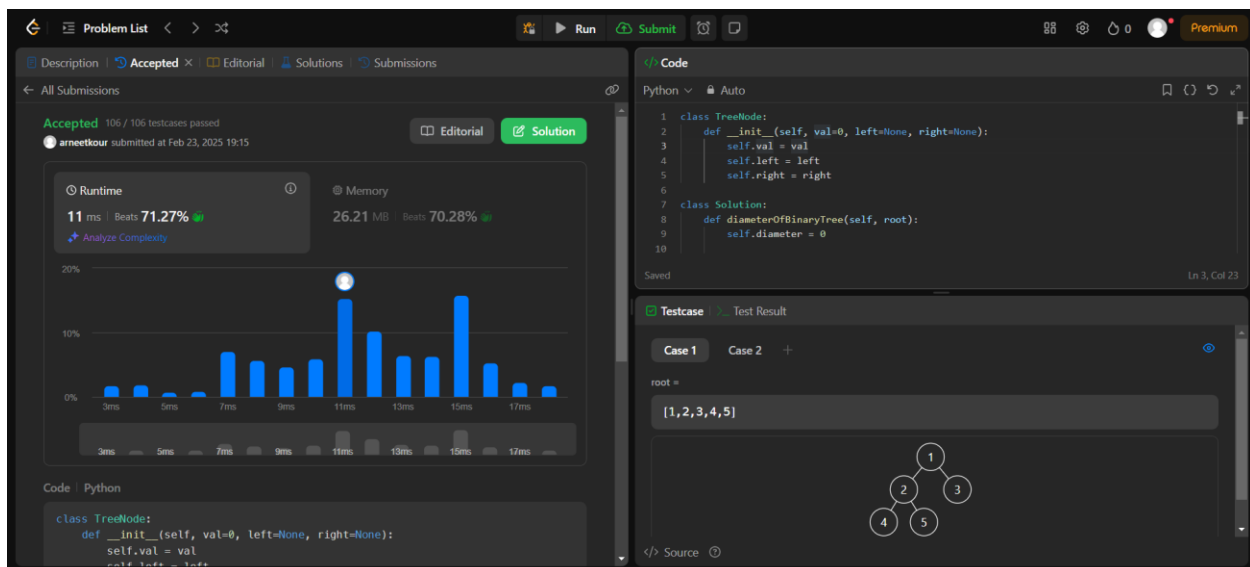 Problem List
Run
Submit
0
Premium
Description
Accepted
Editorial
Solutions
Submissions
All Submissions
Accepted 106 / 106 testcases passed
arneetkour submitted at Feb 23, 2025 19:15
Editorial
Solution
Runtime
11 ms | Beats 71.27%
Analyze Complexity
Memory
26.21 MB | Beats 70.28%
20%
10%
0%
3ms 5ms 7ms 9ms 11ms 13ms 15ms 17ms
3ms 5ms 7ms 9ms 11ms 13ms 15ms 17ms
Code | Python
class TreeNode:
    def __init__(self, val=0, left=None, right=None):
        self.val = val
        self.left = left
</> Code
Python
Auto
1 class TreeNode:
2     def __init__(self, val=0, left=None, right=None):
3         self.val = val
4         self.left = left
5         self.right = right
6
7 class Solution:
8     def diameterOfBinaryTree(self, root):
9         self.diameter = 0
10
Saved
Ln 3, Col 23
Testcase
>_ Test Result
Case 1
Case 2
+
root =
[1,2,3,4,5]
1
2 3
4 5
</> Source